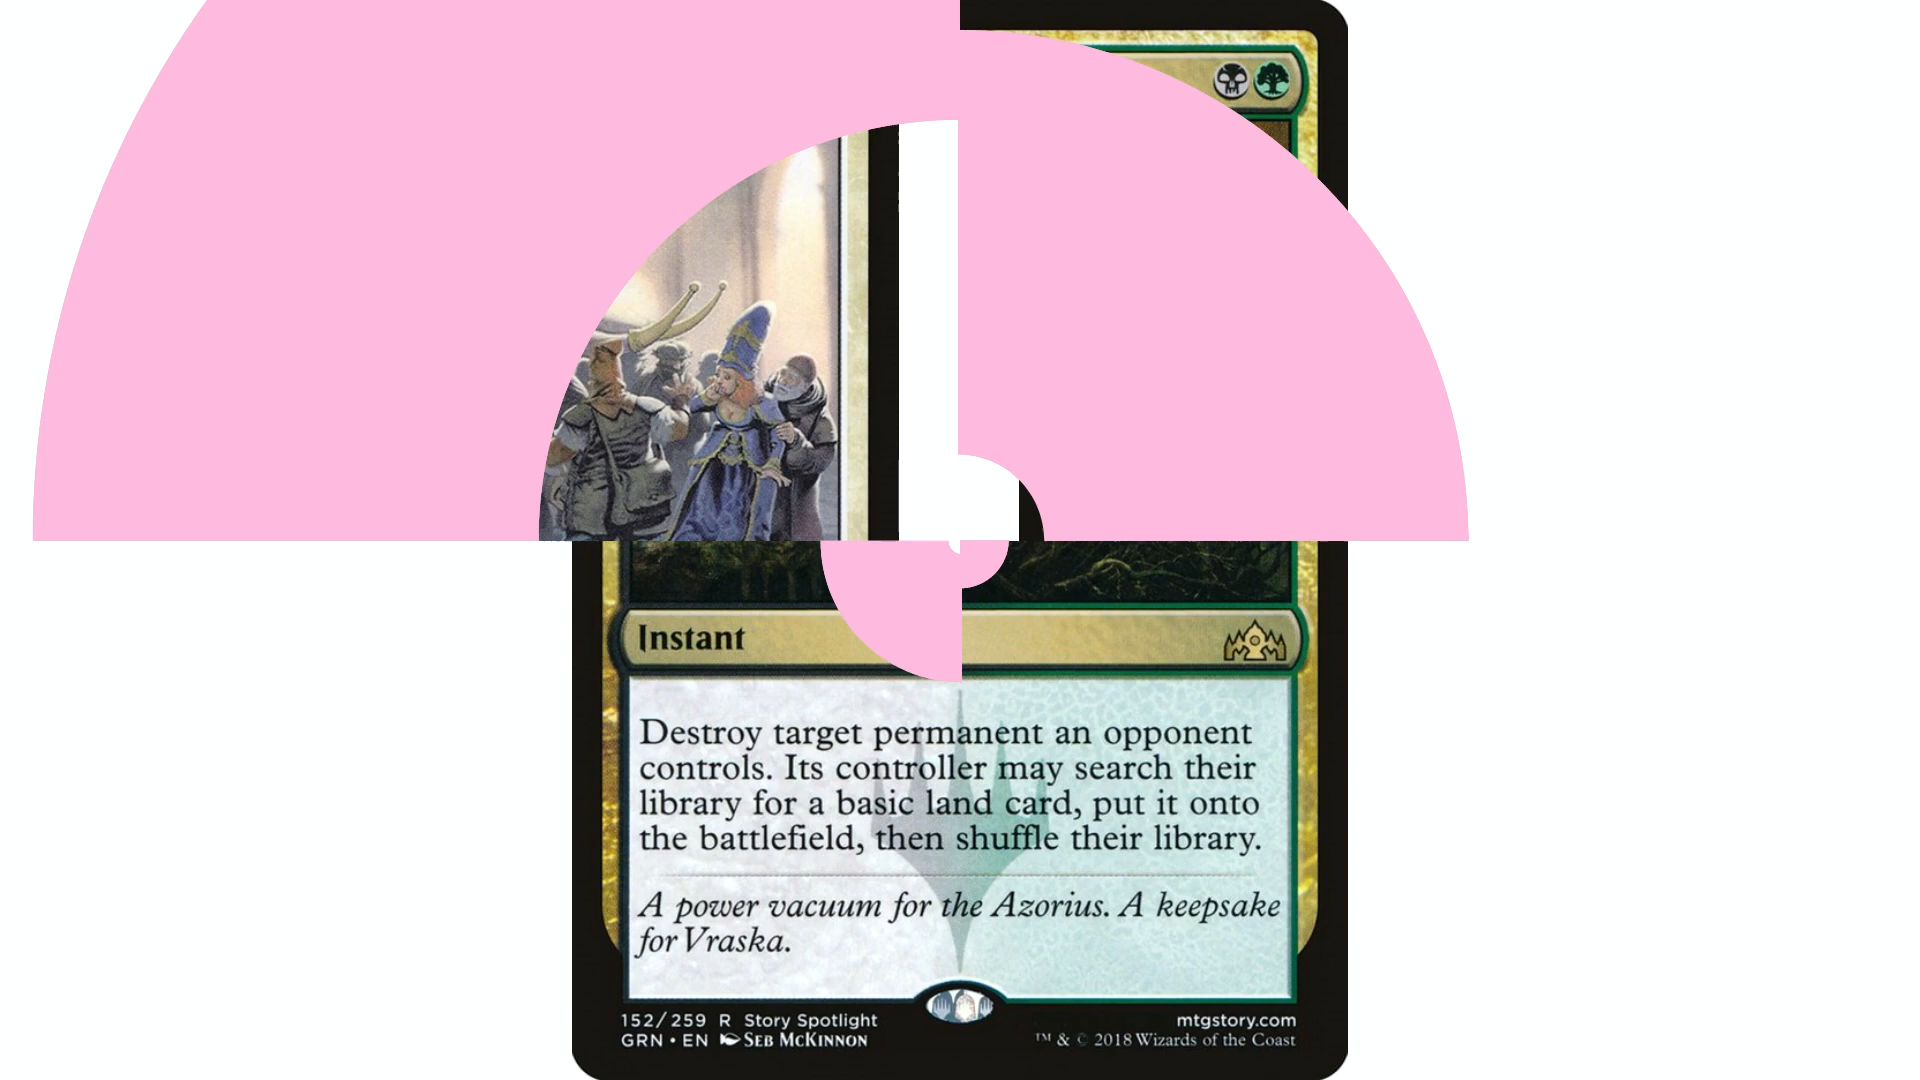 Instant
Destroy target permanent an opponent
controls. Its controller may search their
library for a basic land card, put it onto
the battlefield, then shuffle their library.
A power vacuum for the Azorius. A keepsake
for Vraska.
152/259 R Story Spotlight
mtgstory.com
GRN • EN Seb McKinnon
™ & © 2018 Wizards of the Coast